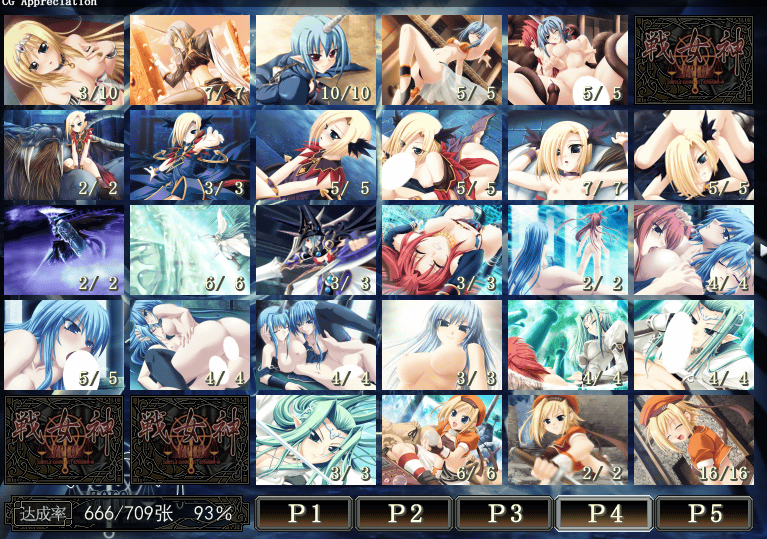 CG Appreciation
3/10 7/ 7 10/10 5/ 5 5/ 5 戦女神
2/ 2 3/ 3 5/ 5 5/ 5 7/ 7 5/ 5
2/ 2 6/ 6 3/ 3 3/ 3 2/ 2 4/ 4
5/ 5 4/ 4 4/ 4 3/ 3 4/ 4 4/ 4
戦女神 戦女神 3/ 3 6/ 6 2/ 2 16/16
达成率 666/709张 93% P1 P2 P3 P4 P5